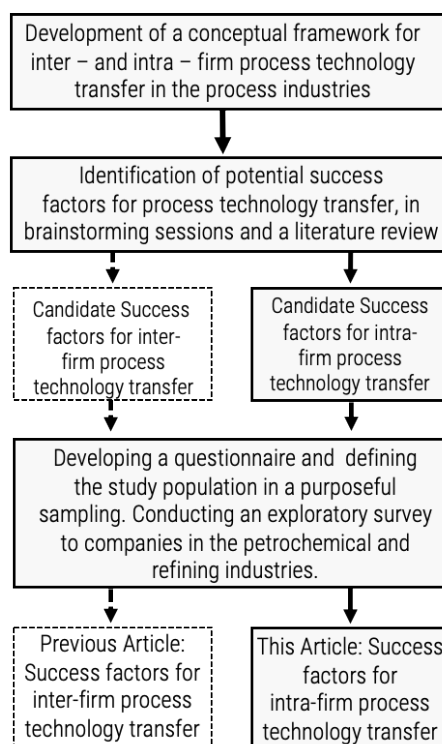 Development of a conceptual framework for
inter – and intra – firm process technology
transfer in the process industries
Identification of potential success
factors for process technology transfer, in
brainstorming sessions and a literature review
Candidate Success
factors for inter-
firm process
technology transfer
Candidate Success
factors for intra-
firm process
technology transfer
Developing a questionnaire and defining
the study population in a purposeful
sampling. Conducting an exploratory survey
to companies in the petrochemical and
refining industries.
Previous Article:
Success factors for
inter-firm process
technology transfer
This Article: Success
factors for
intra-firm process
technology transfer